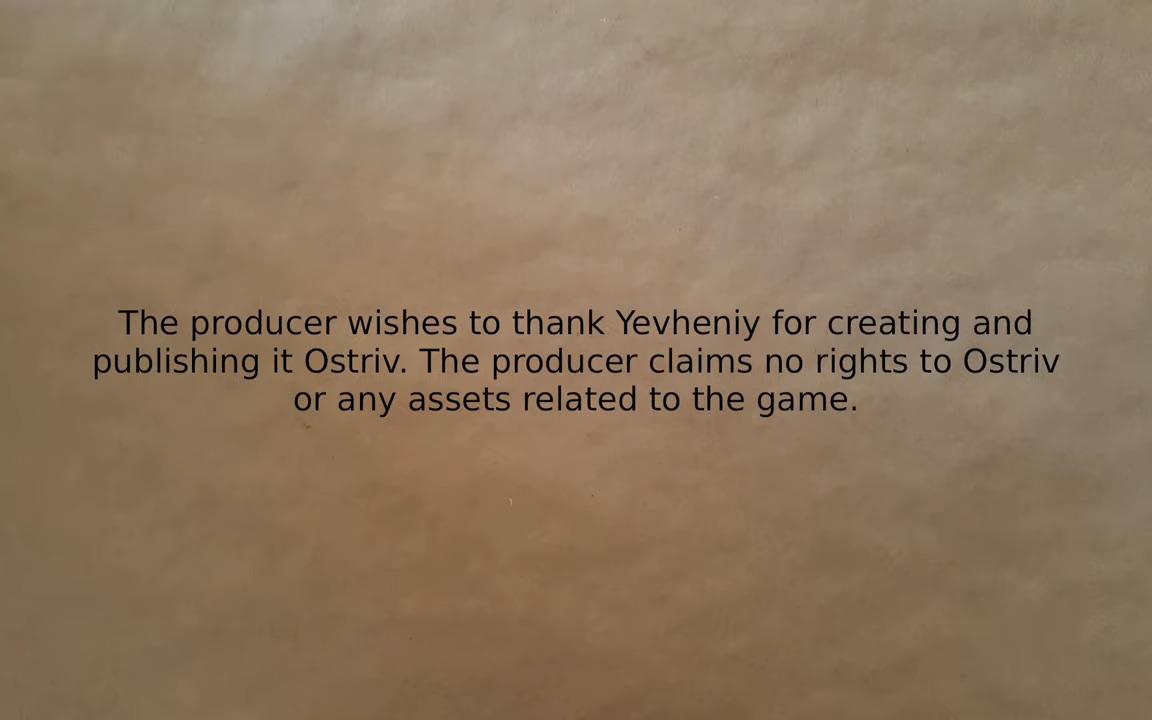 The producer wishes to thank Yevheniy for creating and
publishing it Ostriv. The producer claims no rights to Ostriv
or any assets related to the game.